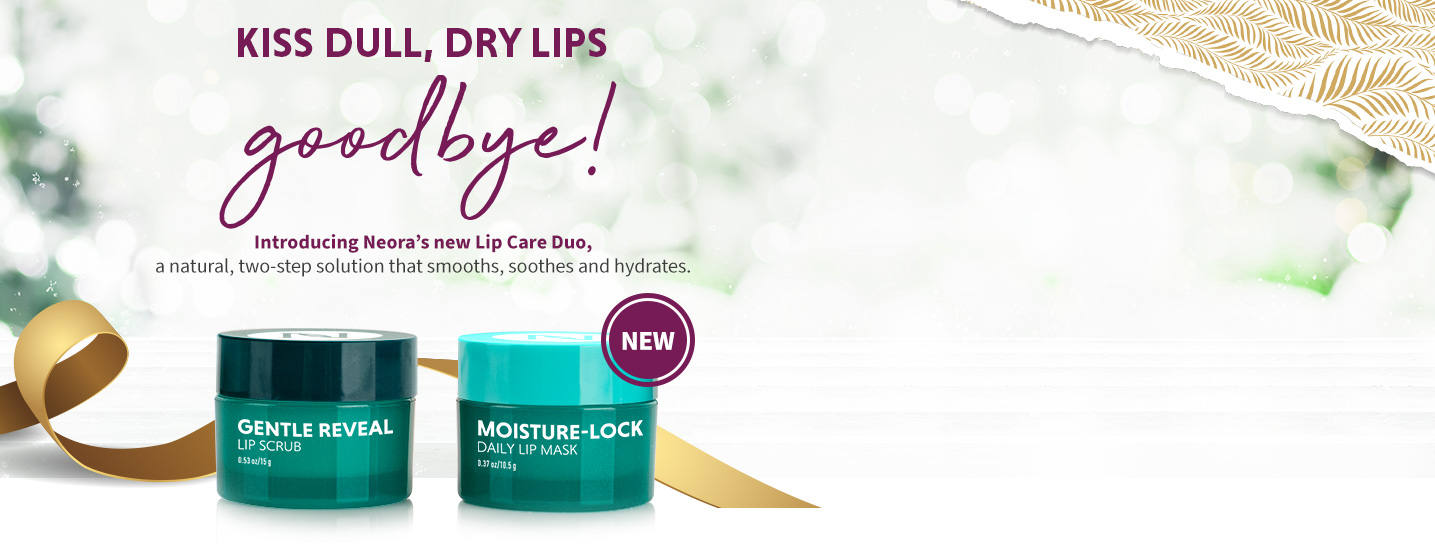 KISS DULL, DRY LIPS
goodbye!
Introducing Neora's new Lip Care Duo,
a natural, two-step solution that smooths, soothes and hydrates.
NEW
GENTLE REVEAL
LIP SCRUB
0.53 oz/15 g
MOISTURE-LOCK
DAILY LIP MASK
0.37 oz/10.5 g